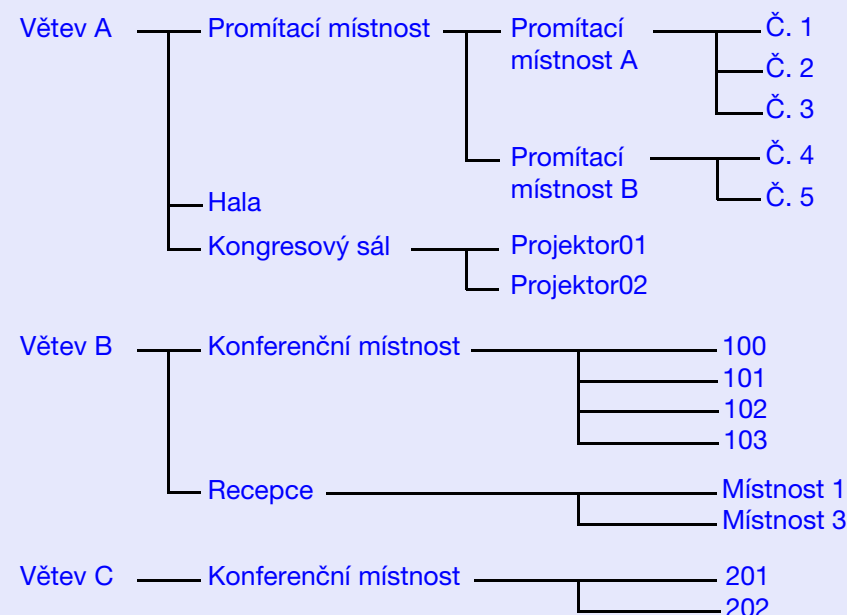 Větev A
Promítací místnost
Promítací
místnost A
Č. 1
Č. 2
Č. 3
Promítací
místnost B
Č. 4
Č. 5
Hala
Kongresový sál
Projektor01
Projektor02
Větev B
Konferenční místnost
100
101
102
103
Recepce
Místnost 1
Místnost 3
Větev C
Konferenční místnost
201
202